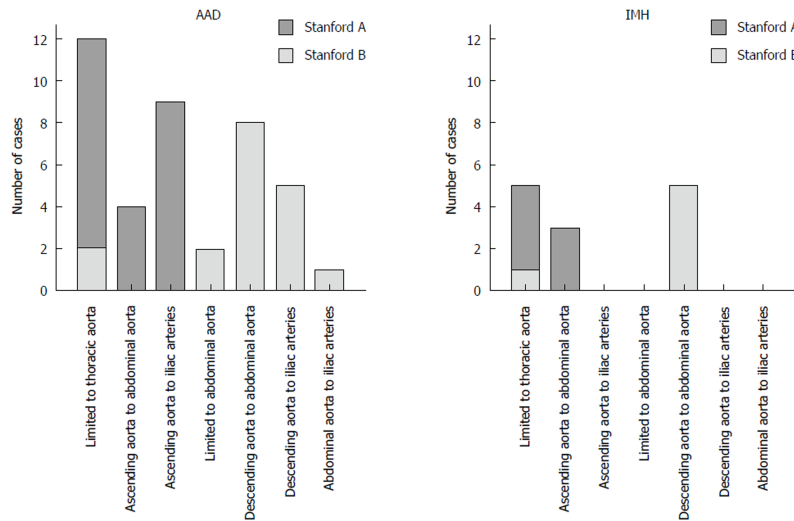 AAD
Stanford A
Stanford B
Number of cases
12
10
8
6
4
2
0
Limited to thoracic aorta
Ascending aorta to abdominal aorta
Ascending aorta to iliac arteries
Limited to abdominal aorta
Descending aorta to abdominal aorta
Descending aorta to iliac arteries
Abdominal aorta to iliac arteries
IMH
Stanford A
Stanford B
Number of cases
12
10
8
6
4
2
0
Limited to thoracic aorta
Ascending aorta to abdominal aorta
Ascending aorta to iliac arteries
Limited to abdominal aorta
Descending aorta to abdominal aorta
Descending aorta to iliac arteries
Abdominal aorta to iliac arteries